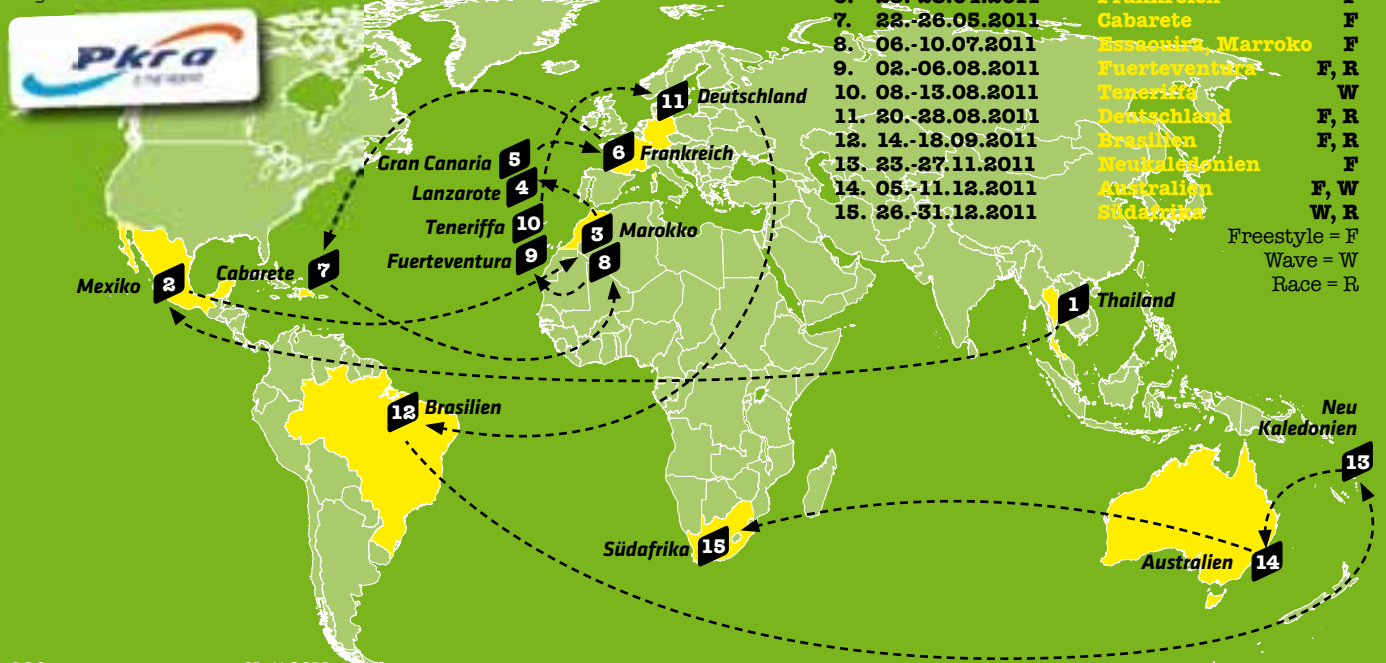 Pkra
7. 22.-26.05.2011 Cabarete F
8. 06.-10.07.2011 Essaouira, Marroko F
9. 02.-06.08.2011 Fuerteventura F, R
10. 08.-13.08.2011 Teneriffa W
11. 20.-28.08.2011 Deutschland F, R
12. 14.-18.09.2011 Brasilien F, R
13. 23.-27.11.2011 Neukaledonien F
14. 05.-11.12.2011 Australien F, W
15. 26.-31.12.2011 Südafrika W, R
Freestyle = F
Wave = W
Race = R
11 Deutschland
Gran Canaria 5
6 Frankreich
Lanzarote 4
Teneriffa 10
3 Marokko
Fuerteventura 9
8
Mexiko 2
Cabarete 7
1 Thailand
12 Brasilien
Neu
Kaledonien
13
Südafrika 15
Australien 14